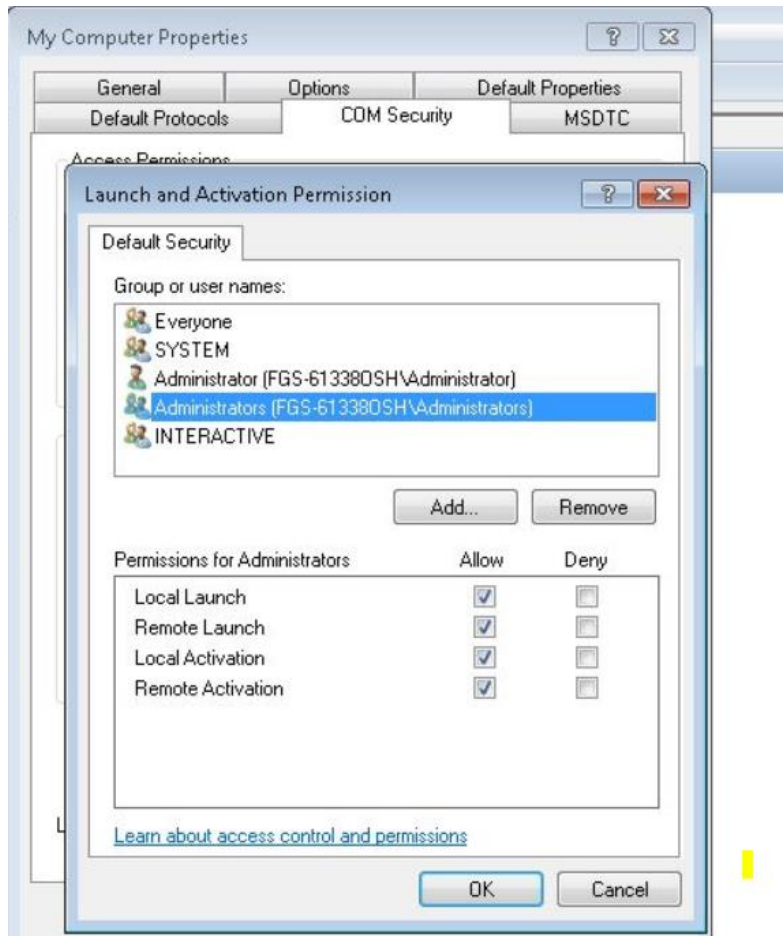 My Computer Properties
General Options Default Properties
Default Protocols COM Security MSDTC
Access Permissions
Launch and Activation Permission
Default Security
Group or user names:
Everyone
SYSTEM
Administrator (FGS-61338OSH\Administrator)
Administrators (FGS-61338OSH\Administrators)
INTERACTIVE
Add... Remove
Permissions for Administrators Allow Deny
Local Launch
Remote Launch
Local Activation
Remote Activation
Learn about access control and permissions
OK Cancel